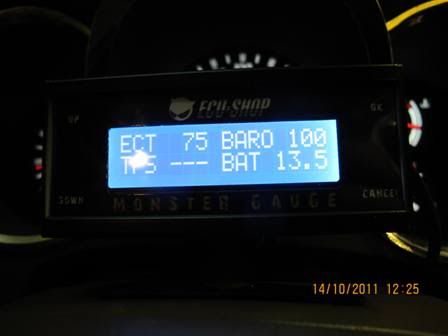 ECU-SHOP
UP
OK
ECT 75 BARO 100
TPS --- BAT 13.5
DOWN
CANCEL
MONSTER GAUGE
14/10/2011 12:25